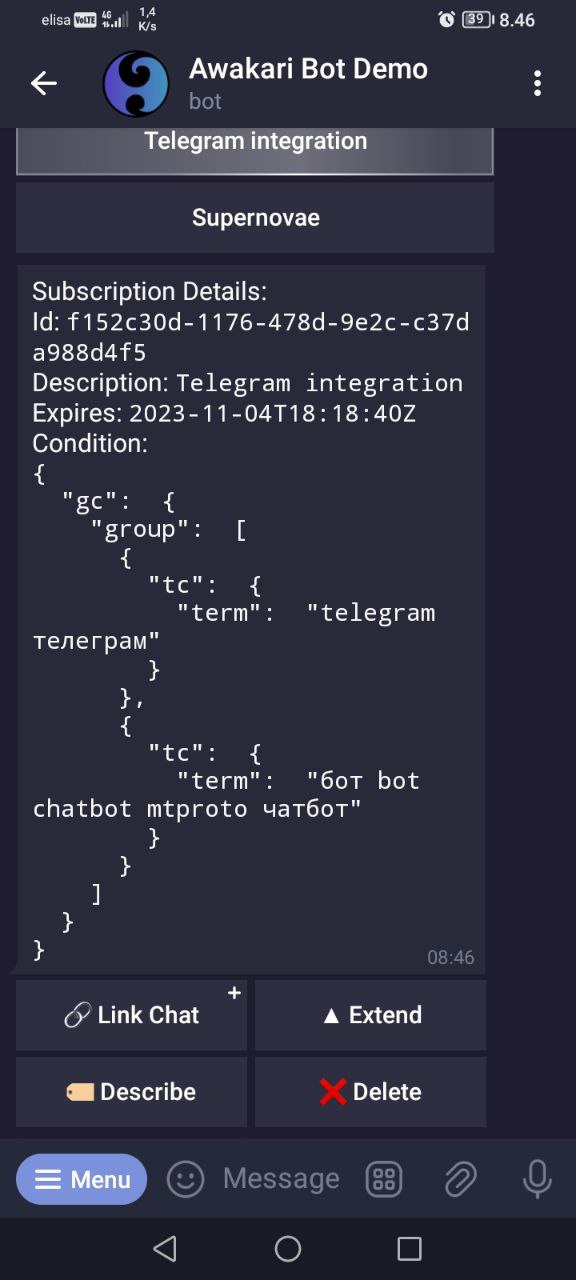 elisa VoLTE 4G 1,4 K/s 39 8.46
Awakari Bot Demo
bot
Telegram integration
Supernovae
Subscription Details:
Id: f152c30d-1176-478d-9e2c-c37d
a988d4f5
Description: Telegram integration
Expires: 2023-11-04T18:18:40Z
Condition:
{
  "gc":  {
    "group":  [
      {
        "tc":  {
          "term":  "telegram
телеграм"
        }
      },
      {
        "tc":  {
          "term":  "бот bot
chatbot mtproto чатбот"
        }
      }
    ]
  }
}
08:46
Link Chat +
▲ Extend
Describe
Delete
Menu
Message